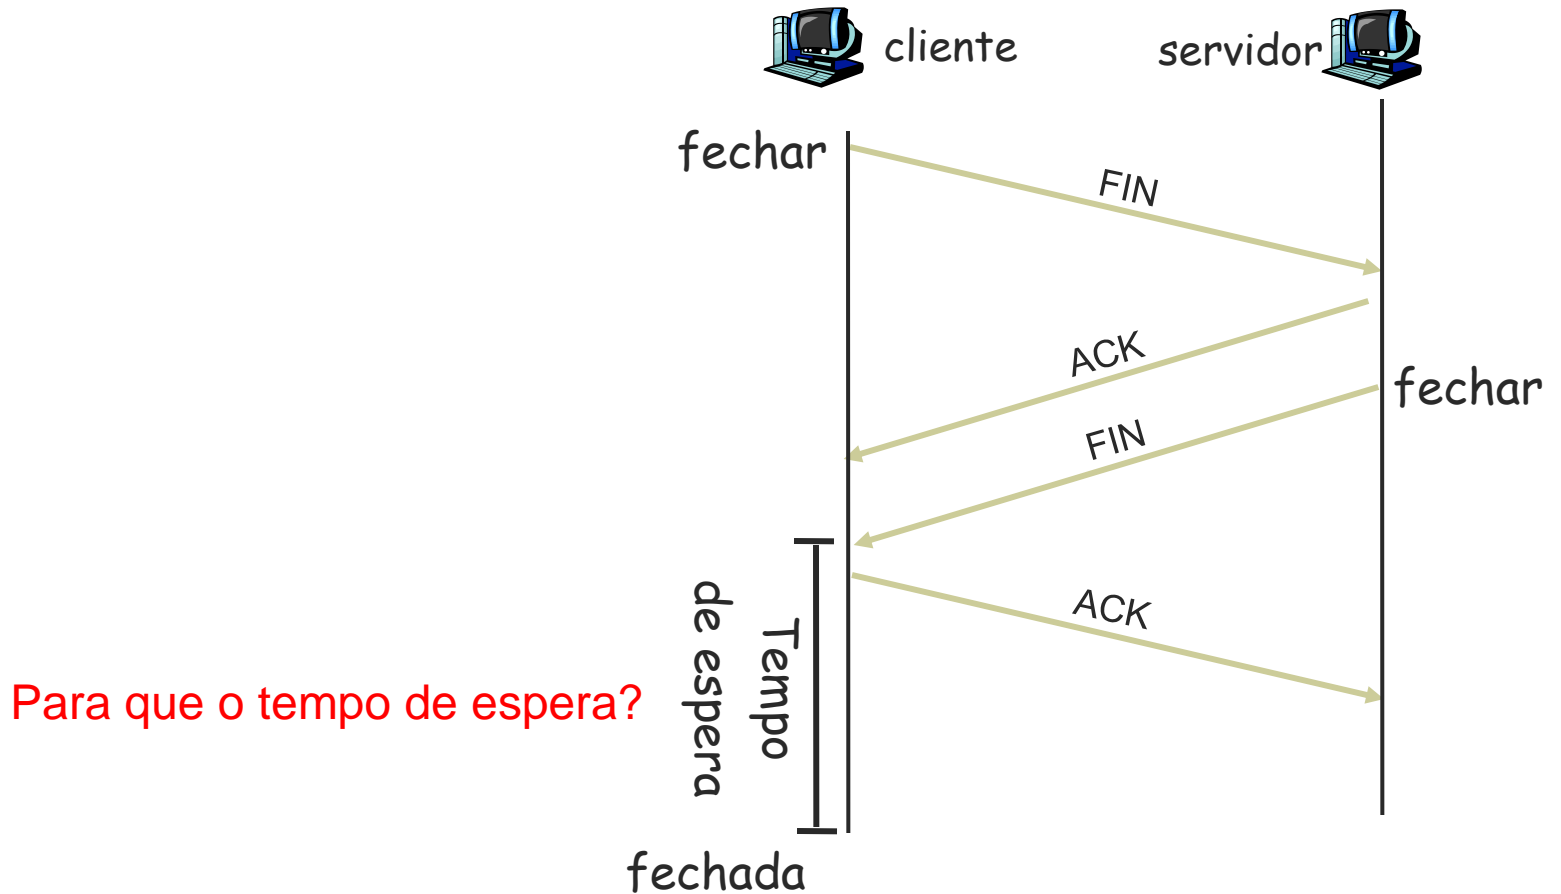 cliente
servidor
fechar
FIN
ACK
fechar
FIN
Tempo
de espera
ACK
Para que o tempo de espera?
fechada